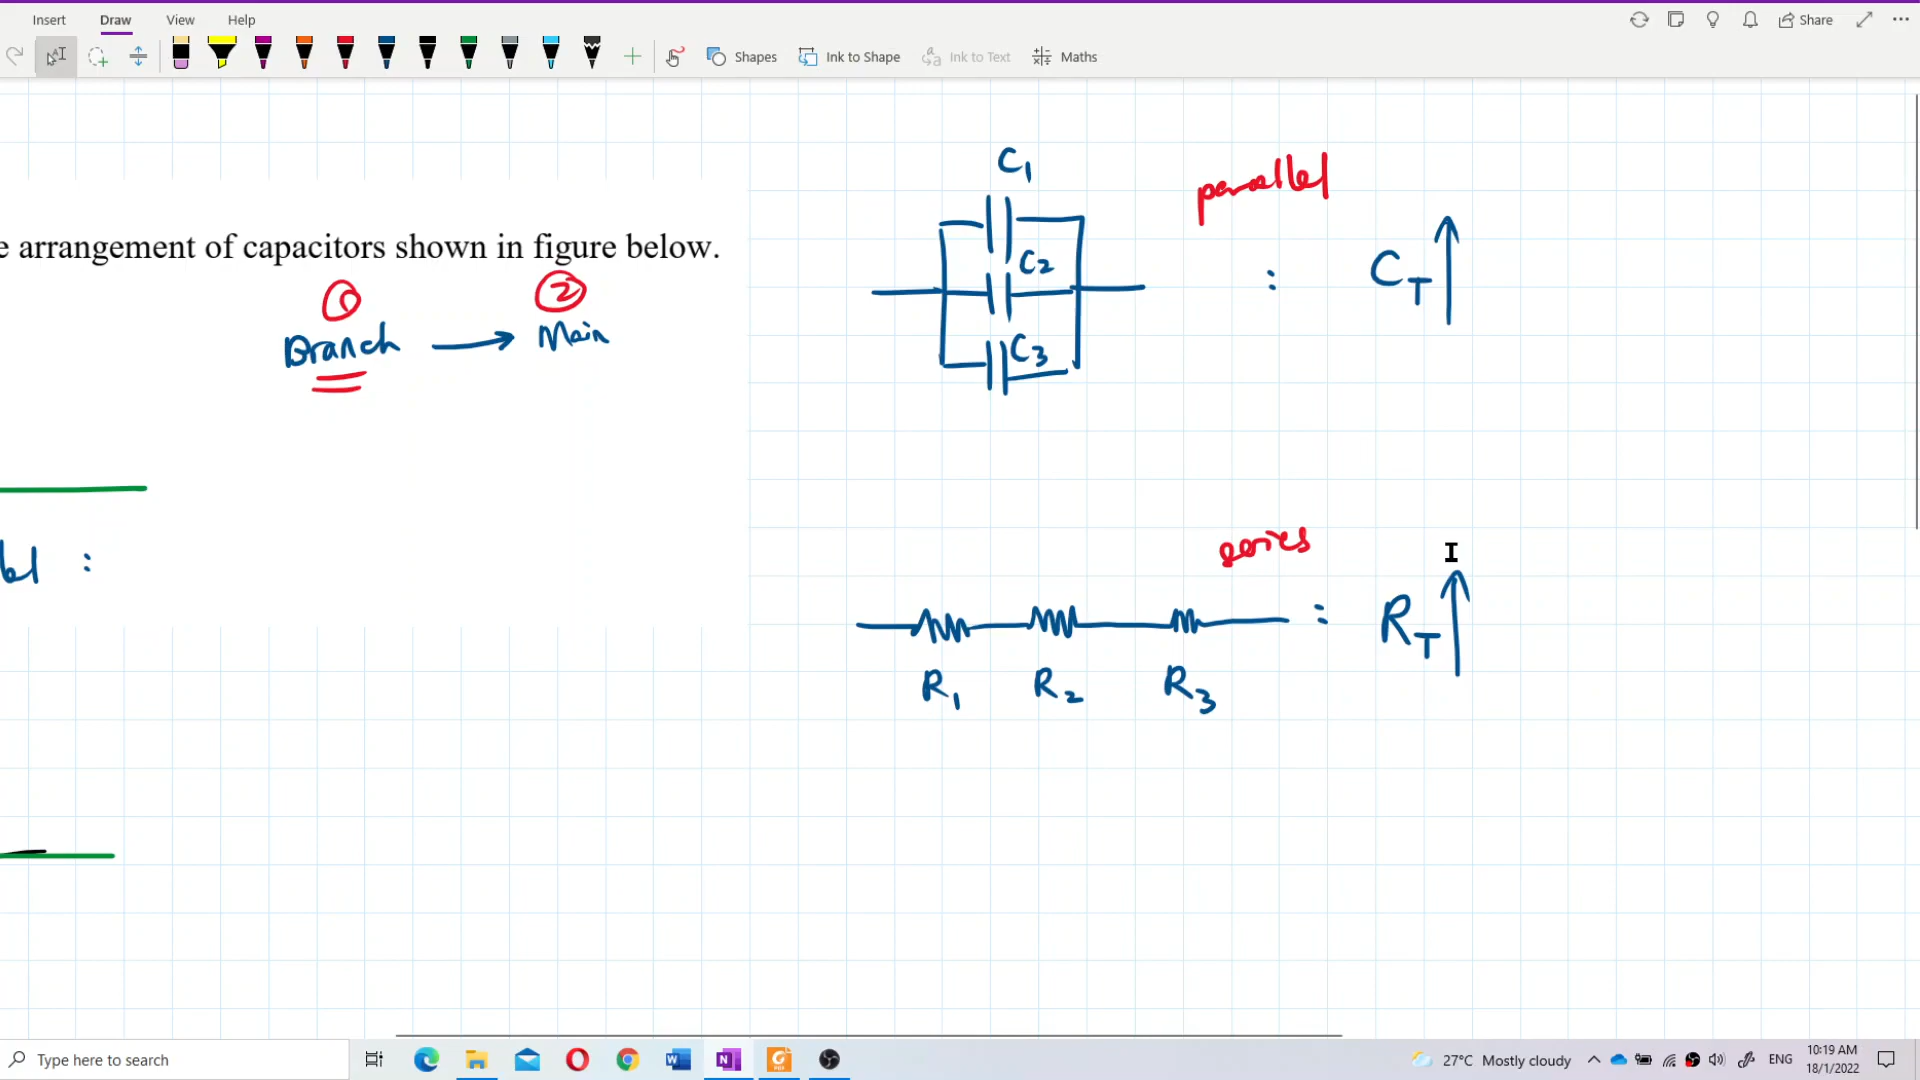 Insert Draw View Help
Share
Shapes Ink to Shape Ink to Text Maths
e arrangement of capacitors shown in figure below.
① ②
Branch → Main
C1
C2
C3
parallel
: CT ↑
series
: RT ↑
R1 R2 R3
lel :
Type here to search
27°C Mostly cloudy ENG 10:19 AM
18/1/2022